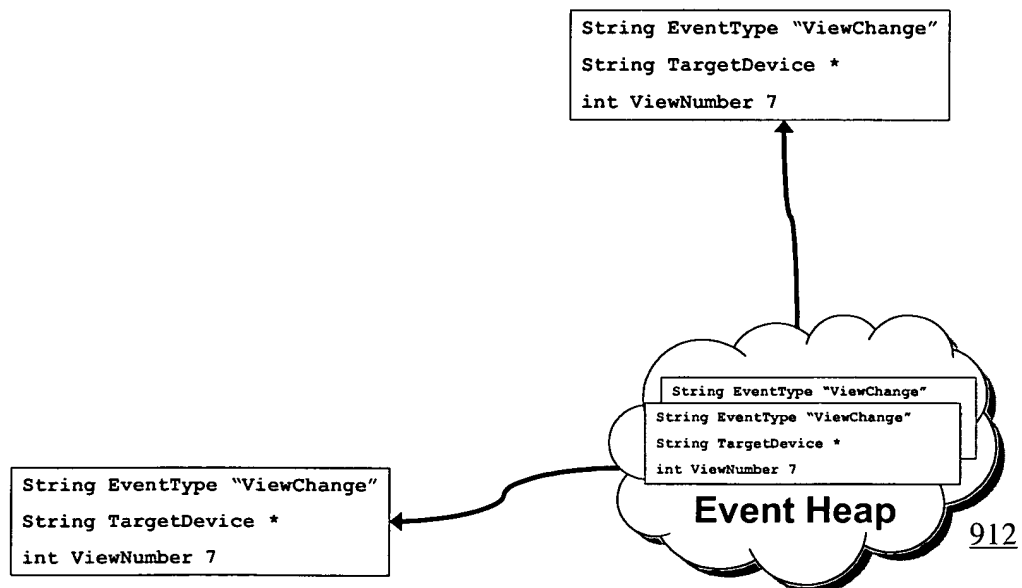 String EventType “ViewChange”
String TargetDevice *
int ViewNumber 7
String EventType “ViewChange”
String EventType “ViewChange”
String TargetDevice *
int ViewNumber 7
Event Heap
912
String EventType “ViewChange”
String TargetDevice *
int ViewNumber 7